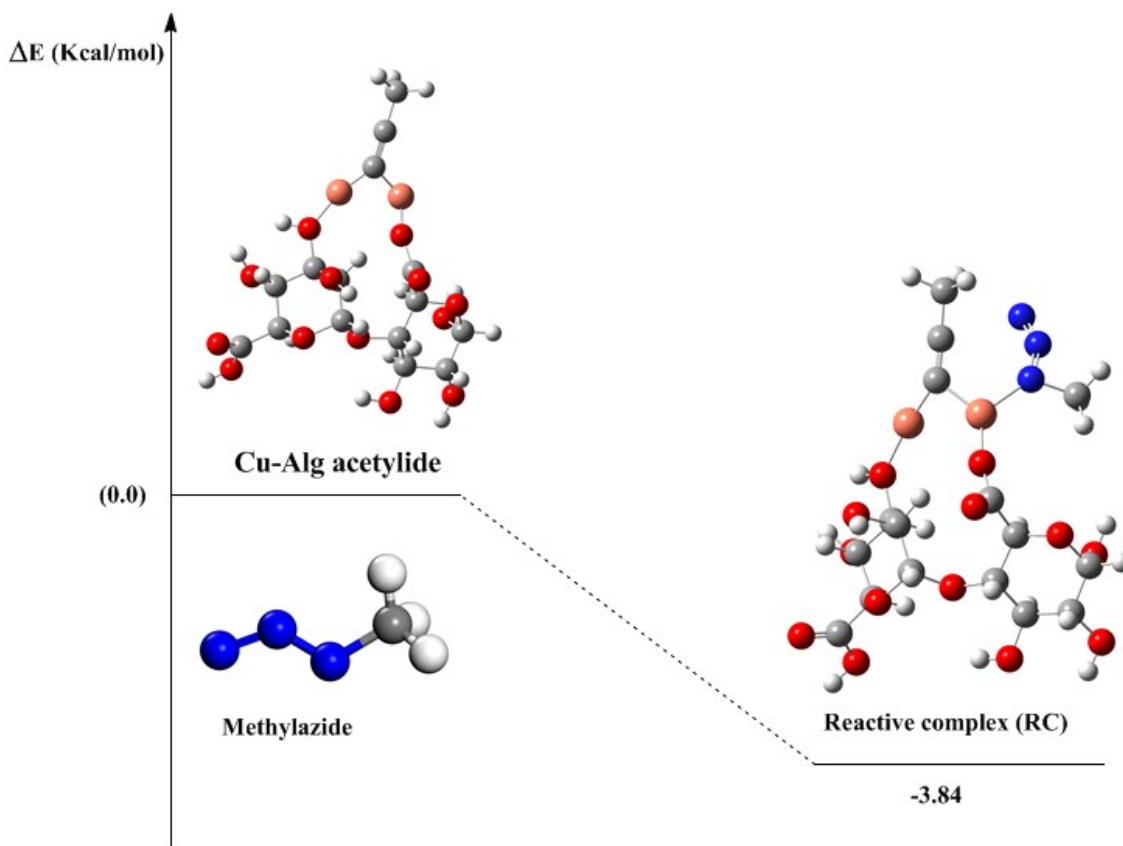 ΔE (Kcal/mol)
Cu-Alg acetylide
(0.0)
Methylazide
Reactive complex (RC)
-3.84